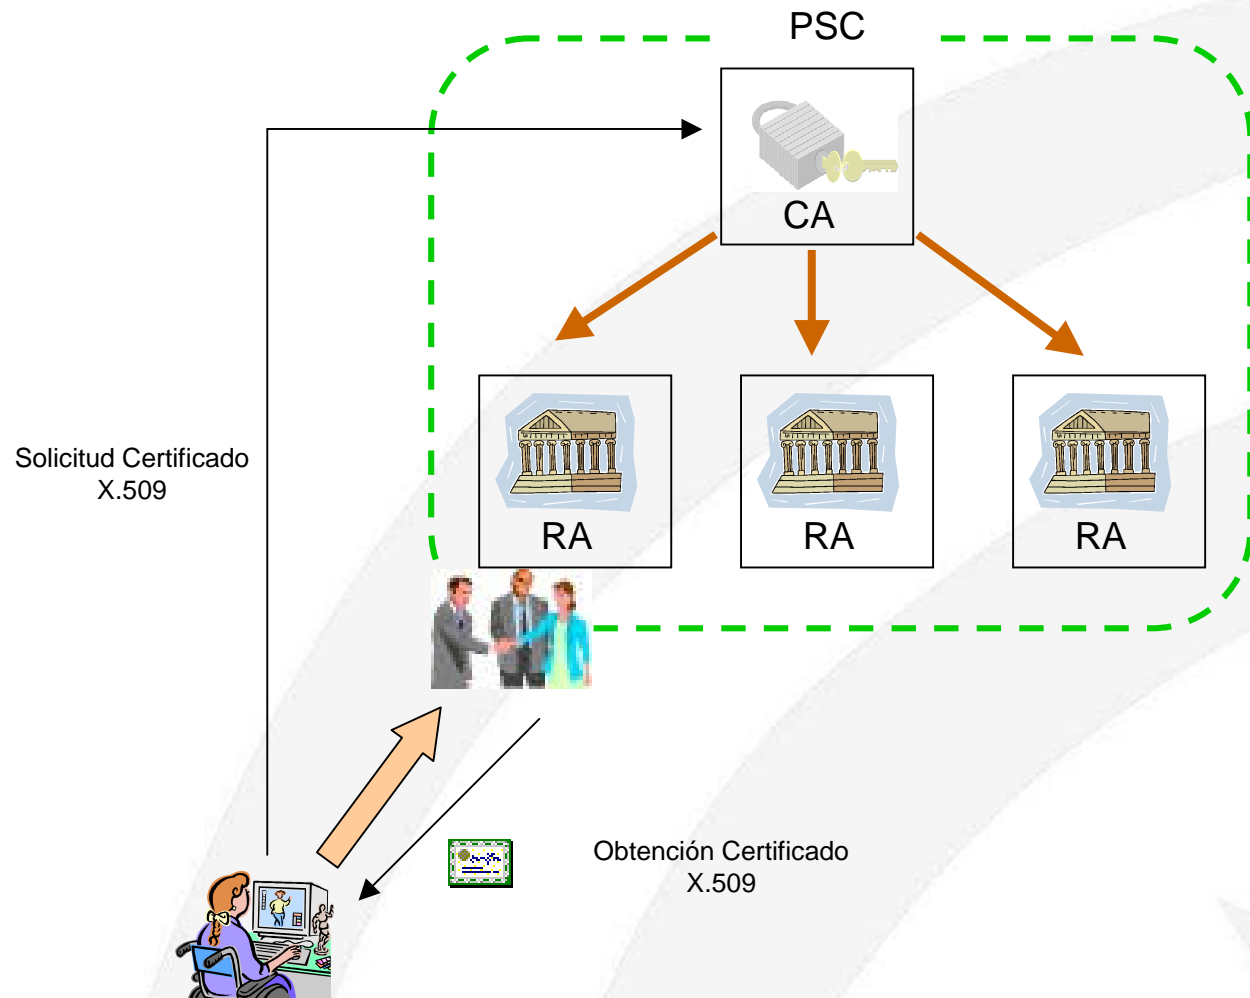 PSC
CA
Solicitud Certificado
X.509
RA
RA
RA
Obtención Certificado
X.509